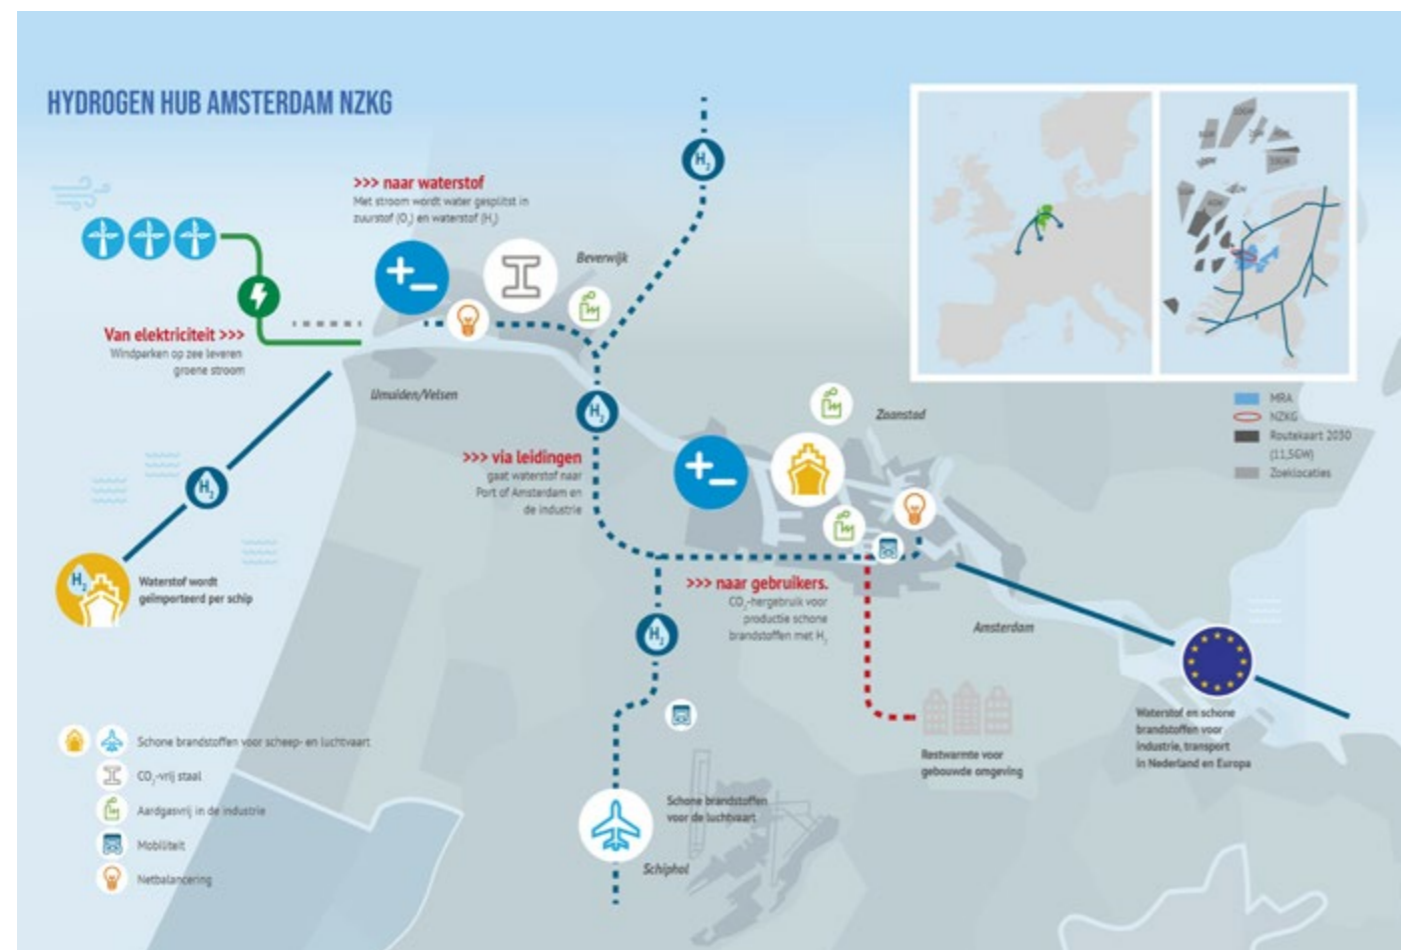 HYDROGEN HUB AMSTERDAM NZKG
>>> naar waterstof
Met stroom wordt water gesplitst in
zuurstof (O₂) en waterstof (H₂)
Beverwijk
Van elektriciteit >>>
Windparken op zee leveren
groene stroom
IJmuiden/Velsen
H₂
H₂
H₂
H₂
>>> via leidingen
gaat waterstof naar
Port of Amsterdam en
de industrie
Zaanstad
MRA
NZKG
Routekaart 2030
(11,5GW)
Zoeklocaties
H₂
Waterstof wordt
geïmporteerd per schip
>>> naar gebruikers.
CO₂-hergebruik voor
productie schone
brandstoffen met H₂
Amsterdam
Restwarmte voor
gebouwde omgeving
Waterstof en schone
brandstoffen voor
industrie, transport
in Nederland en Europa
Schone brandstoffen
voor de luchtvaart
Schiphol
Schone brandstoffen voor scheep- en luchtvaart
CO₂-vrij staal
Aardgasvrij in de industrie
Mobiliteit
Netbalancering